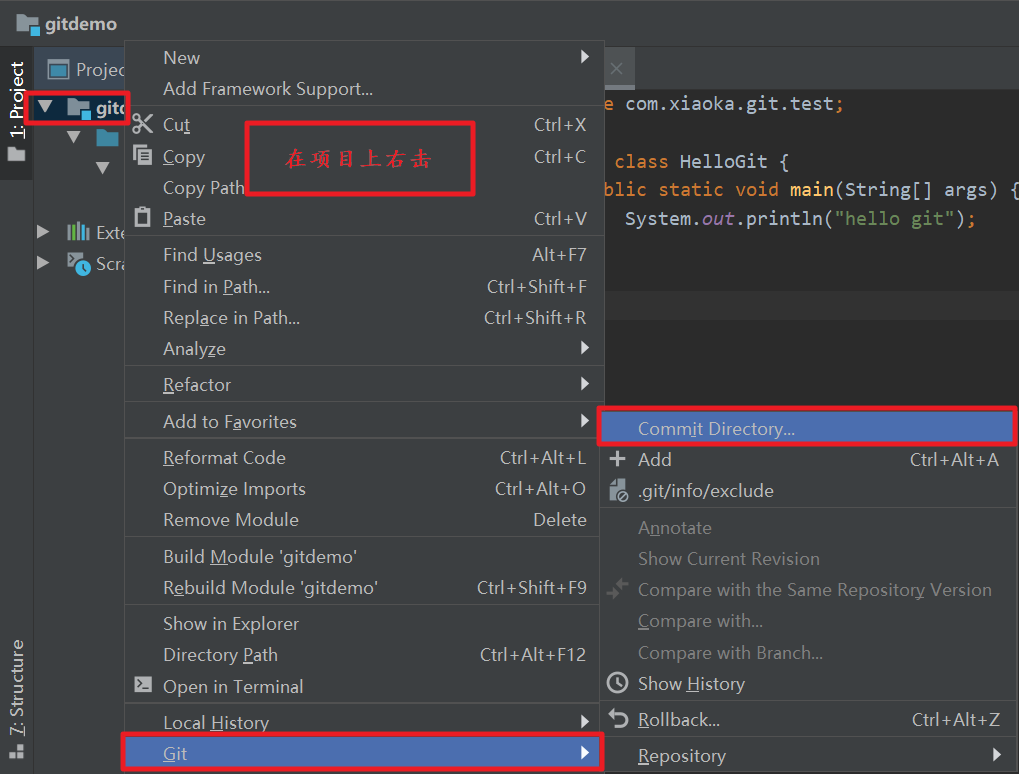 gitdemo
1: Project
7: Structure
Projec
gitd
Exte
Scra
New
Add Framework Support...
Cut Ctrl+X
Copy Ctrl+C
Copy Path
Paste Ctrl+V
在项目上右击
Find Usages Alt+F7
Find in Path... Ctrl+Shift+F
Replace in Path... Ctrl+Shift+R
Analyze
Refactor
Add to Favorites
Reformat Code Ctrl+Alt+L
Optimize Imports Ctrl+Alt+O
Remove Module Delete
Build Module 'gitdemo'
Rebuild Module 'gitdemo' Ctrl+Shift+F9
Show in Explorer
Directory Path Ctrl+Alt+F12
Open in Terminal
Local History
Git
e com.xiaoka.git.test;
class HelloGit {
blic static void main(String[] args) {
System.out.println("hello git");
Commit Directory...
Add Ctrl+Alt+A
.git/info/exclude
Annotate
Show Current Revision
Compare with the Same Repository Version
Compare with...
Compare with Branch...
Show History
Rollback... Ctrl+Alt+Z
Repository